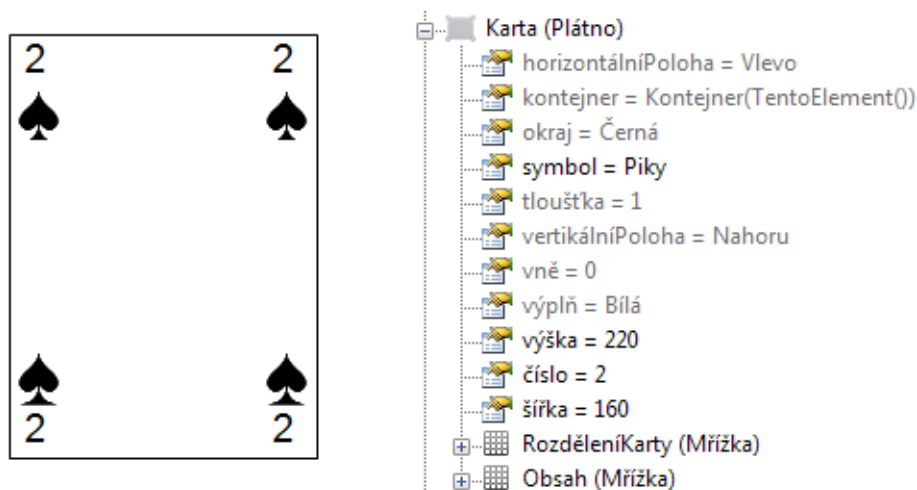 2 2
2 2
Karta (Plátno)
horizontálníPoloha = Vlevo
kontejner = Kontejner(TentoElement())
okraj = Černá
symbol = Piky
tloušťka = 1
vertikálníPoloha = Nahoru
vně = 0
výplň = Bílá
výška = 220
číslo = 2
šířka = 160
RozděleníKarty (Mřížka)
Obsah (Mřížka)